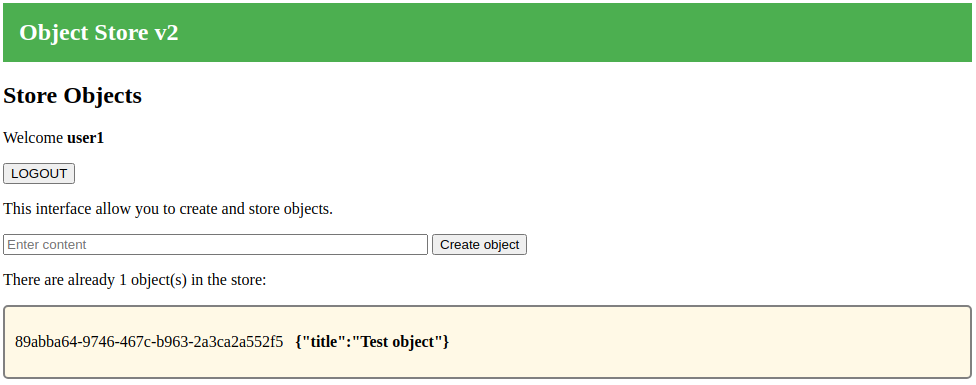 Object Store v2
Store Objects
Welcome user1
LOGOUT
This interface allow you to create and store objects.
Enter content Create object
There are already 1 object(s) in the store:
89abba64-9746-467c-b963-2a3ca2a552f5 {"title":"Test object"}